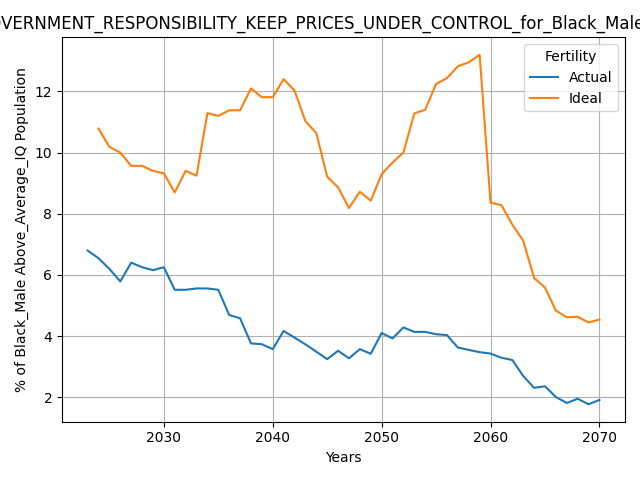 VERNMENT_RESPONSIBILITY_KEEP_PRICES_UNDER_CONTROL_for_Black_Male
% of Black_Male Above_Average_IQ Population
12
10
8
6
4
2
Fertility
Actual
Ideal
2030
2040
2050
2060
2070
Years